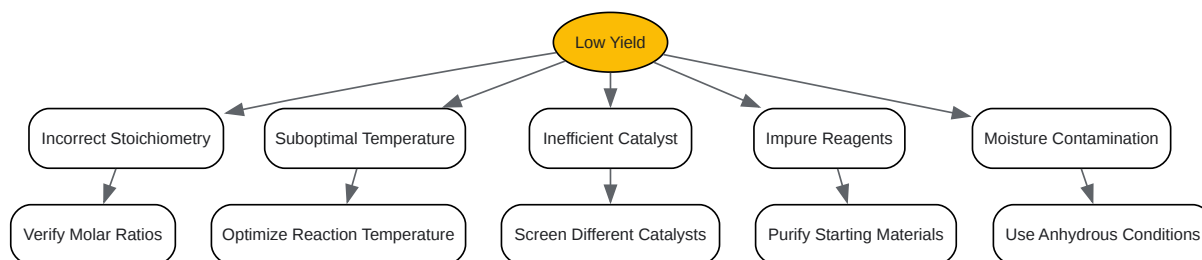 Low Yield
Incorrect Stoichiometry
Suboptimal Temperature
Inefficient Catalyst
Impure Reagents
Moisture Contamination
Verify Molar Ratios
Optimize Reaction Temperature
Screen Different Catalysts
Purify Starting Materials
Use Anhydrous Conditions